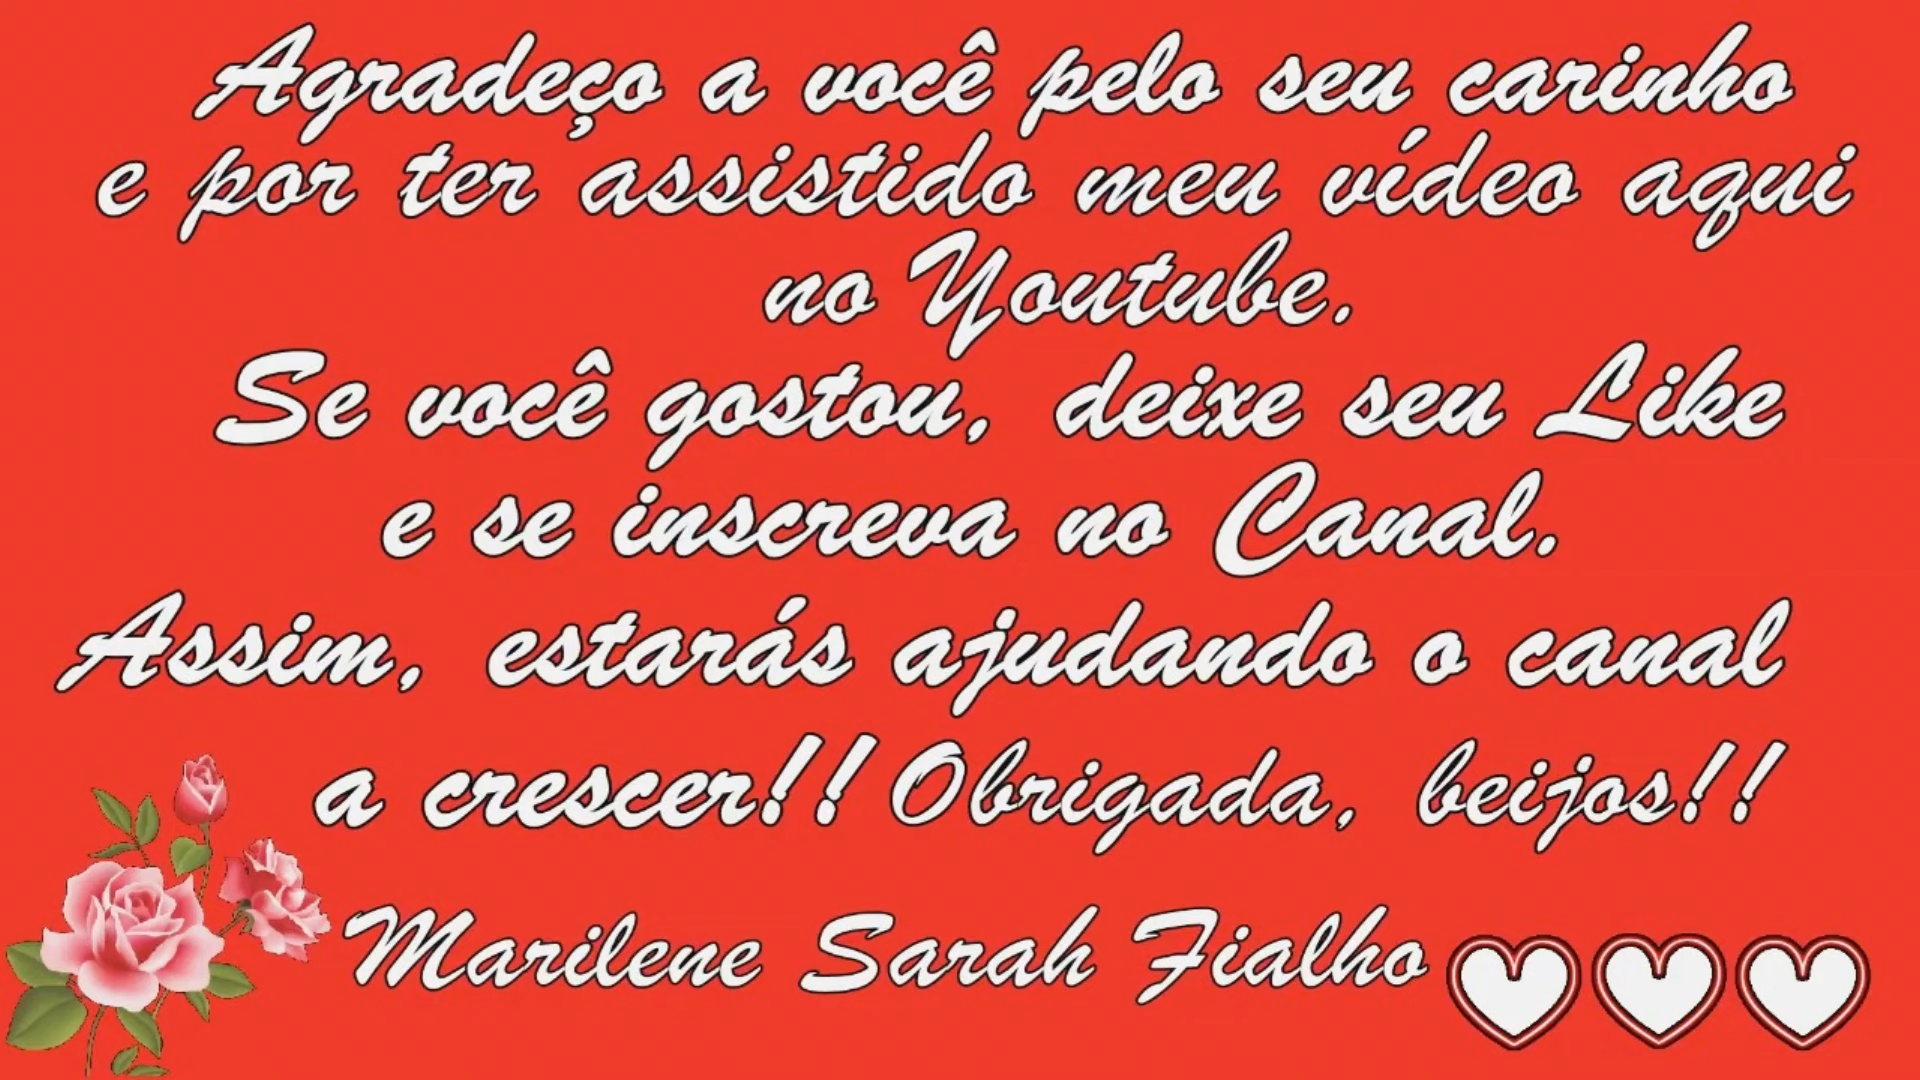 Agradeço a você pelo seu carinho
e por ter assistido meu vídeo aqui
no Youtube.
Se você gostou, deixe seu Like
e se inscreva no Canal.
Assim, estarás ajudando o canal
a crescer!! Obrigada, beijos!!
Marilene Sarah Fialho